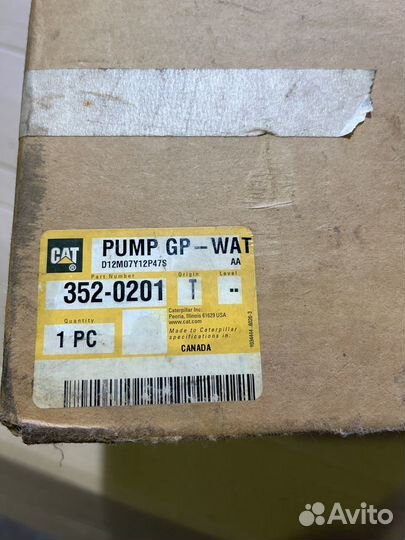 CAT
®
PUMP GP-WAT
D12M07Y12P47S AA
Part Number Origin Level
352-0201 T --
Quantity
1 PC
Caterpillar Inc.
Peoria, Illinois 61629 USA
www.cat.com
Made to Caterpillar
specifications in:
CANADA
Avito